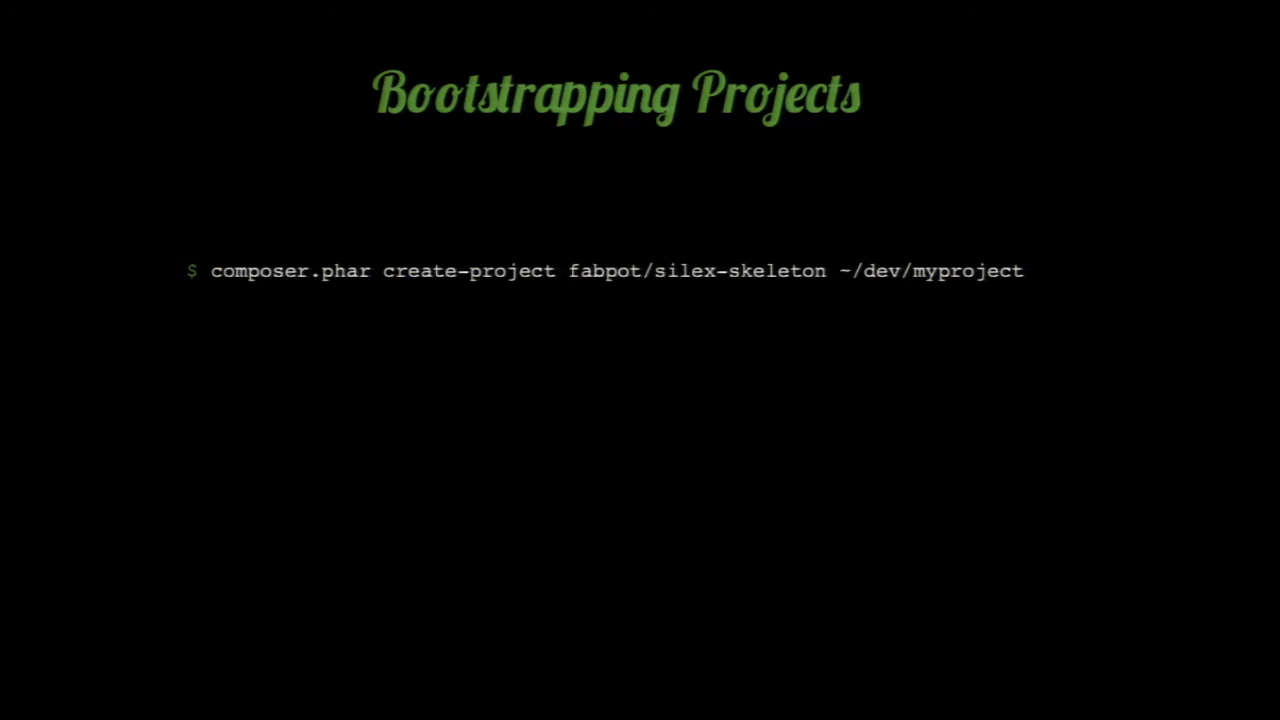 Bootstrapping Projects
$ composer.phar create-project fabpot/silex-skeleton ~/dev/myproject